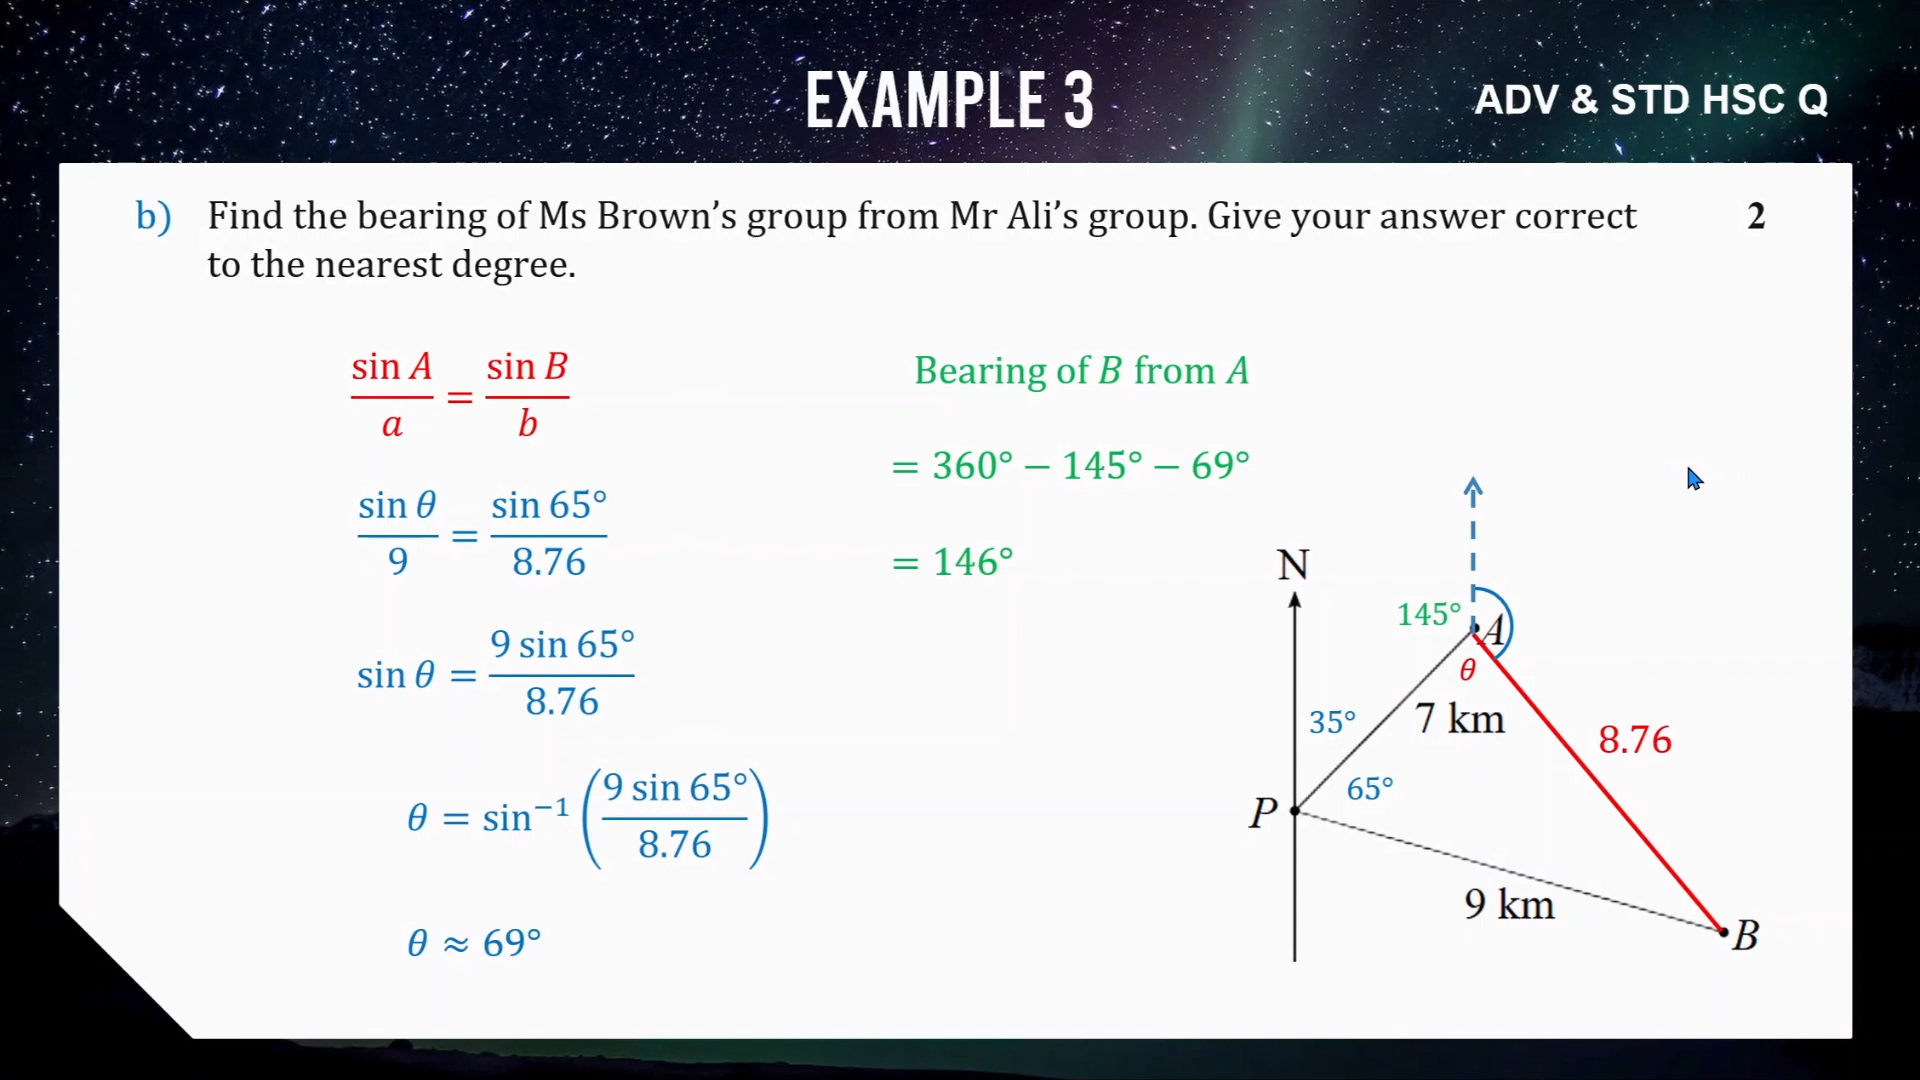 EXAMPLE 3
ADV & STD HSC Q
b) Find the bearing of Ms Brown’s group from Mr Ali’s group. Give your answer correct 2
to the nearest degree.
sin A / a = sin B / b
sin θ / 9 = sin 65° / 8.76
sin θ = 9 sin 65° / 8.76
θ = sin⁻¹ (9 sin 65° / 8.76)
θ ≈ 69°
Bearing of B from A
= 360° − 145° − 69°
= 146°
N
145°
A
θ
35°
7 km
8.76
65°
P
9 km
B